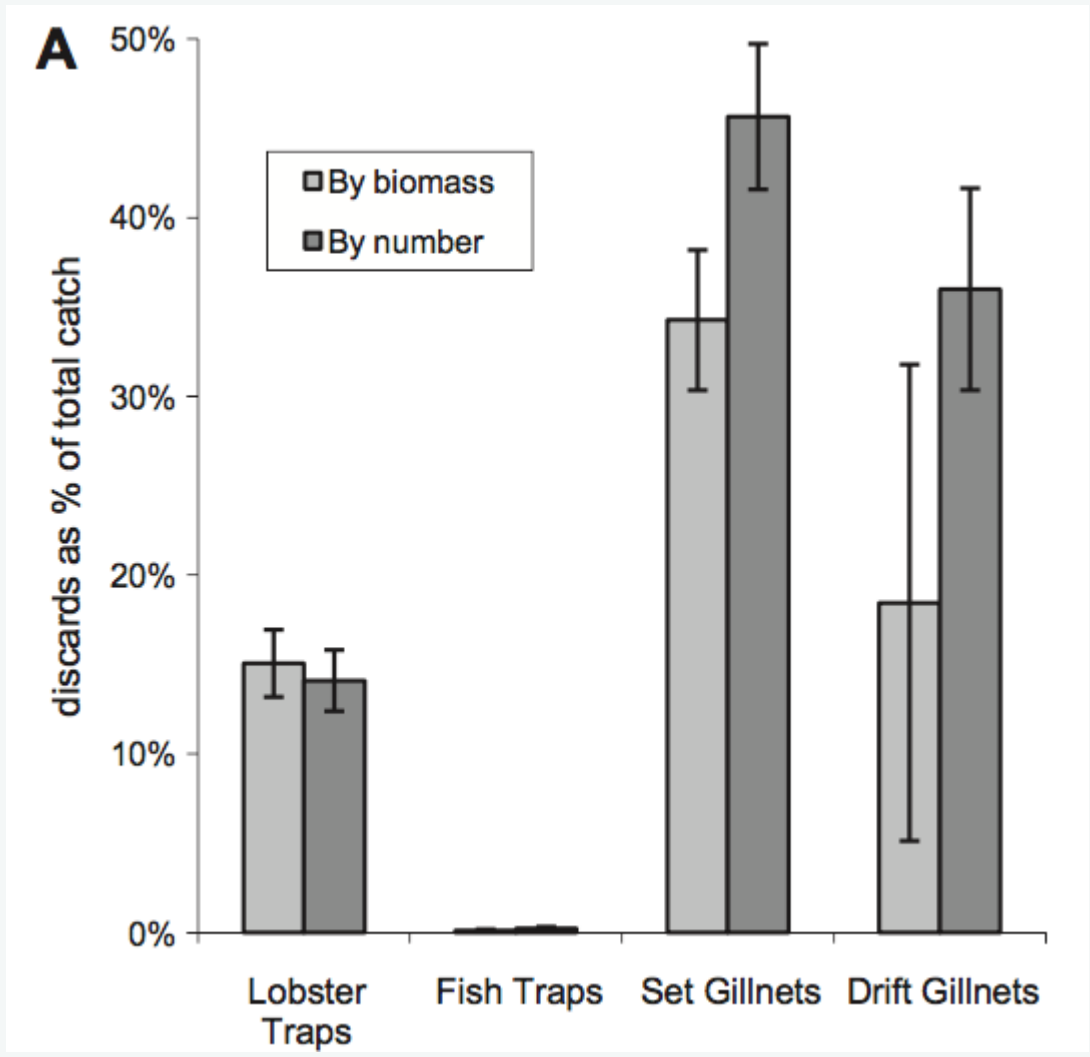 A
50%
40%
30%
20%
10%
0%
discards as % of total catch
By biomass
By number
Lobster
Traps
Fish Traps
Set Gillnets
Drift Gillnets